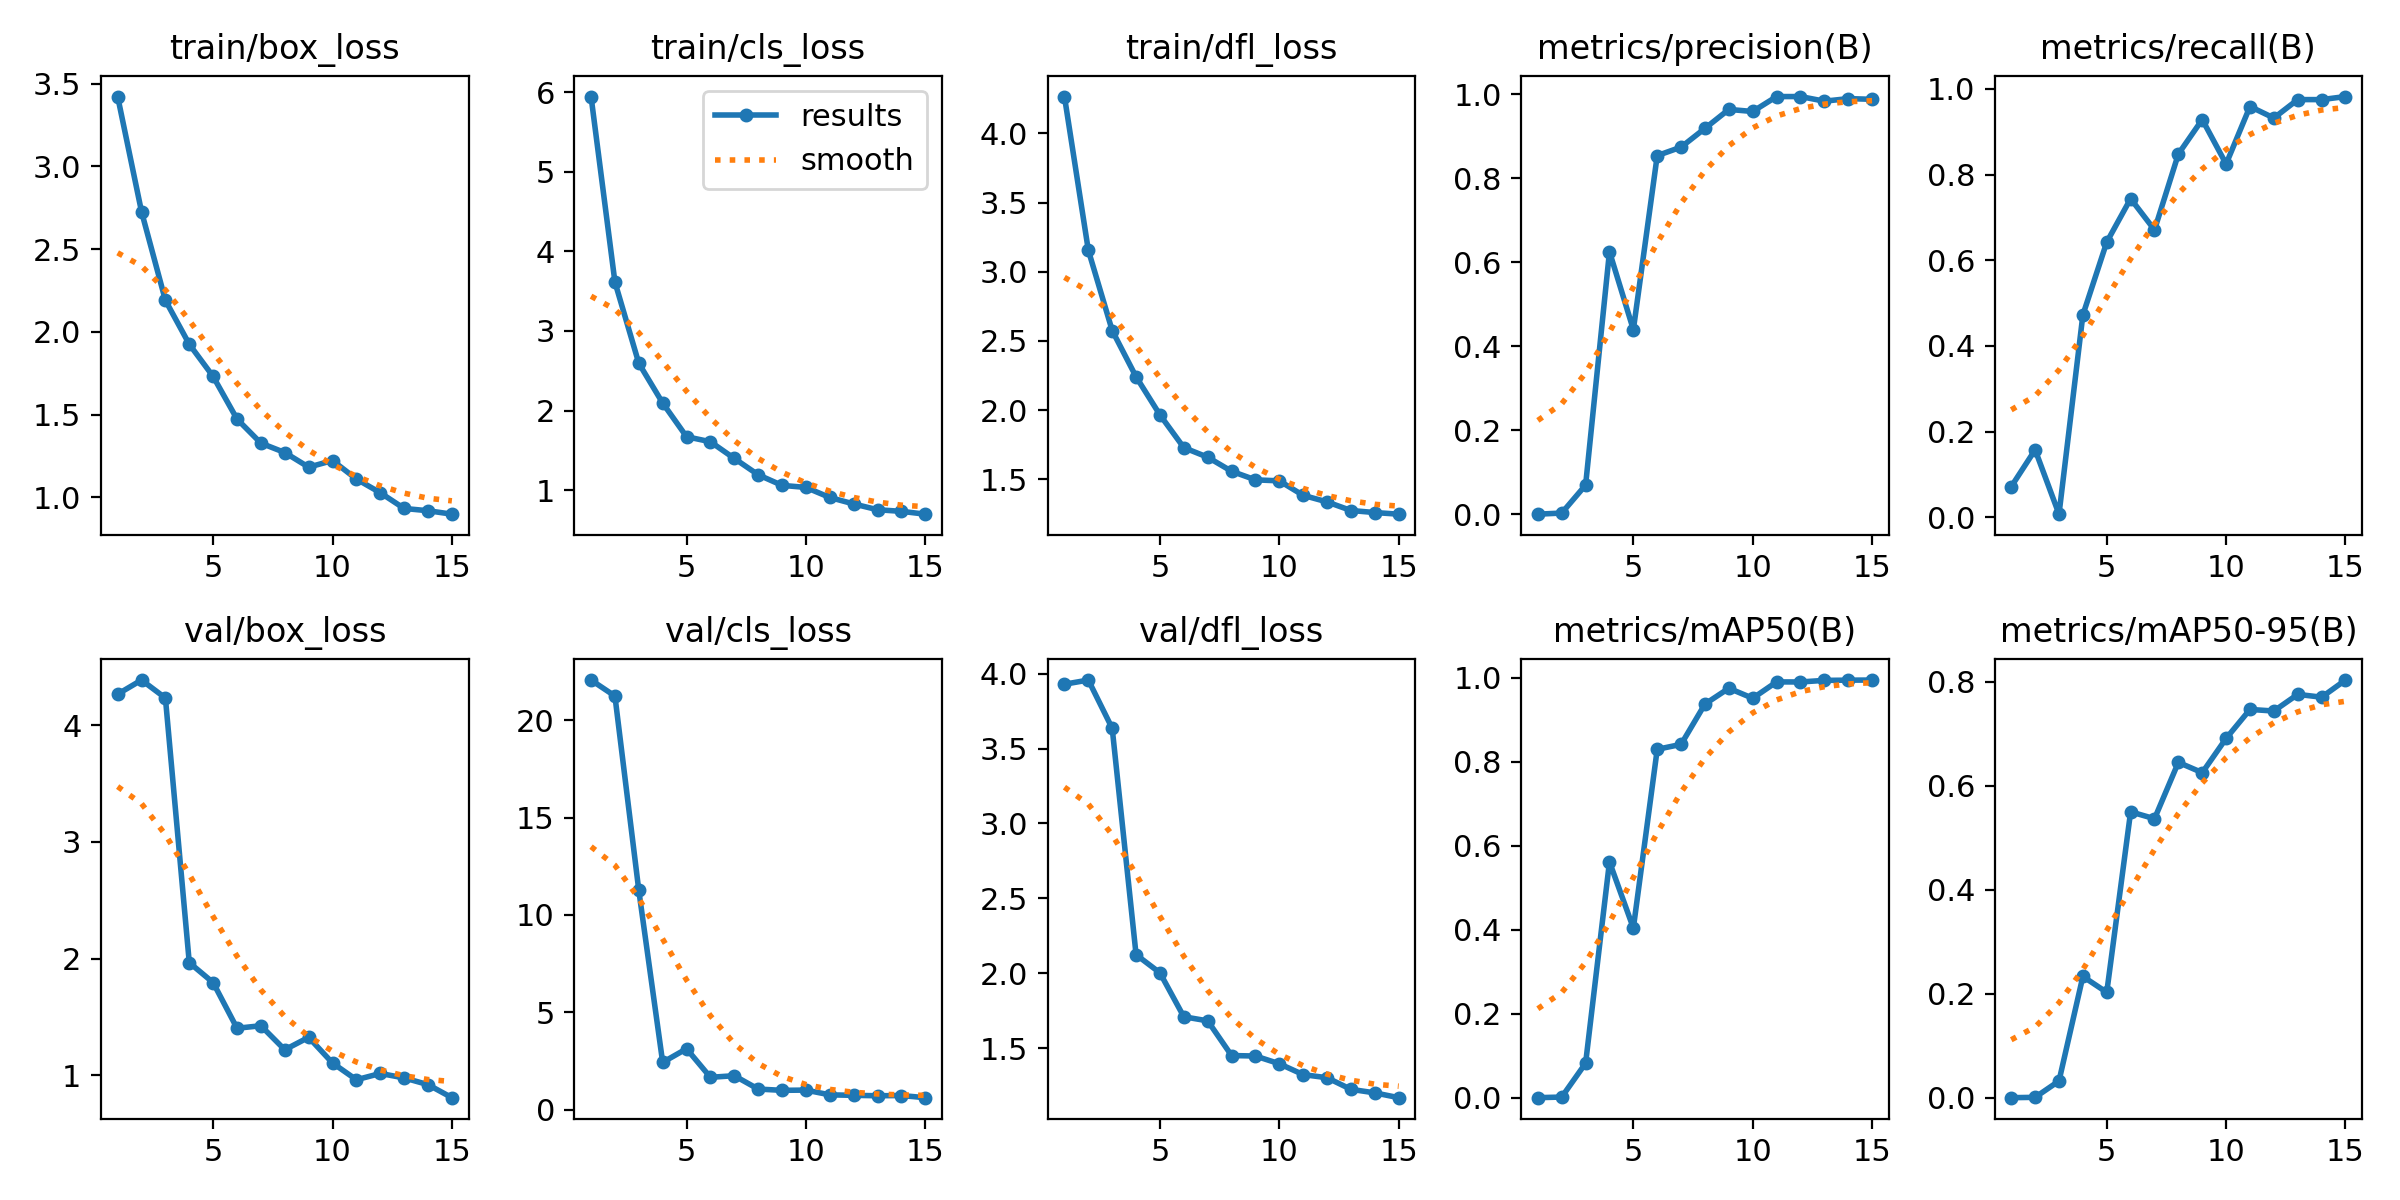 train/box_loss
train/cls_loss
train/dfl_loss
metrics/precision(B)
metrics/recall(B)
3.5
3.0
2.5
2.0
1.5
1.0
5 10 15
6
5
4
3
2
1
results
smooth
5 10 15
4.0
3.5
3.0
2.5
2.0
1.5
5 10 15
1.0
0.8
0.6
0.4
0.2
0.0
5 10 15
1.0
0.8
0.6
0.4
0.2
0.0
5 10 15
val/box_loss
val/cls_loss
val/dfl_loss
metrics/mAP50(B)
metrics/mAP50-95(B)
4
3
2
1
5 10 15
20
15
10
5
0
5 10 15
4.0
3.5
3.0
2.5
2.0
1.5
5 10 15
1.0
0.8
0.6
0.4
0.2
0.0
5 10 15
0.8
0.6
0.4
0.2
0.0
5 10 15